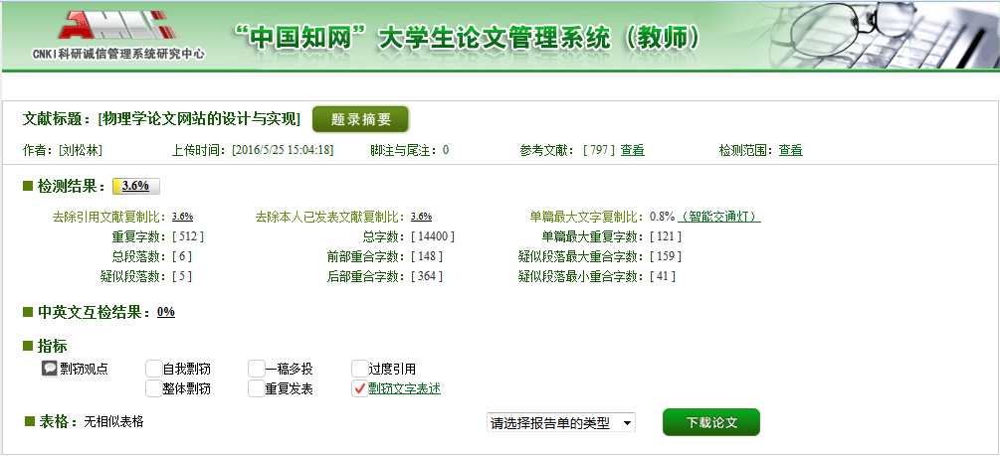 AMLC
CNKI科研诚信管理系统研究中心
“中国知网”大学生论文管理系统（教师）
文献标题：[物理学论文网站的设计与实现] 题录摘要
作者：[刘松林] 上传时间：[2016/5/25 15:04:18] 脚注与尾注：0 参考文献：[ 797 ] 查看 检测范围：查看
检测结果：3.6%
去除引用文献复制比：3.6% 去除本人已发表文献复制比：3.6% 单篇最大文字复制比：0.8%（智能交通灯）
重复字数：[ 512 ] 总字数：[ 14400 ] 单篇最大重复字数：[ 121 ]
总段落数：[ 6 ] 前部重合字数：[ 148 ] 疑似段落最大重合字数：[ 159 ]
疑似段落数：[ 5 ] 后部重合字数：[ 364 ] 疑似段落最小重合字数：[ 41 ]
中英文互检结果：0%
指标
剽窃观点 自我剽窃 一稿多投 过度引用
整体剽窃 重复发表 剽窃文字表述
表格：无相似表格 请选择报告单的类型 下载论文